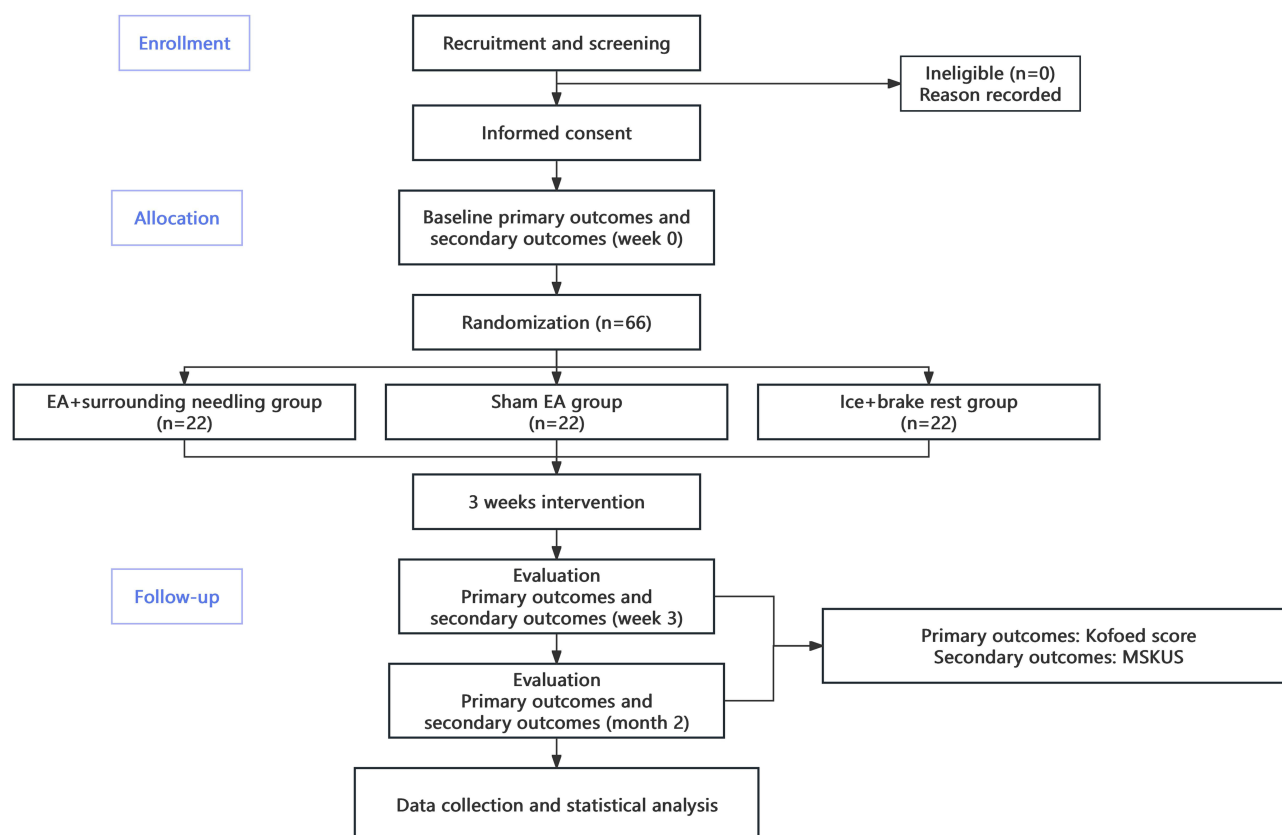 Enrollment
Recruitment and screening
Ineligible (n=0)
Reason recorded
Informed consent
Allocation
Baseline primary outcomes and
secondary outcomes (week 0)
Randomization (n=66)
EA+surrounding needling group
(n=22)
Sham EA group
(n=22)
Ice+brake rest group
(n=22)
3 weeks intervention
Follow-up
Evaluation
Primary outcomes and
secondary outcomes (week 3)
Primary outcomes: Kofoed score
Secondary outcomes: MSKUS
Evaluation
Primary outcomes and
secondary outcomes (month 2)
Data collection and statistical analysis